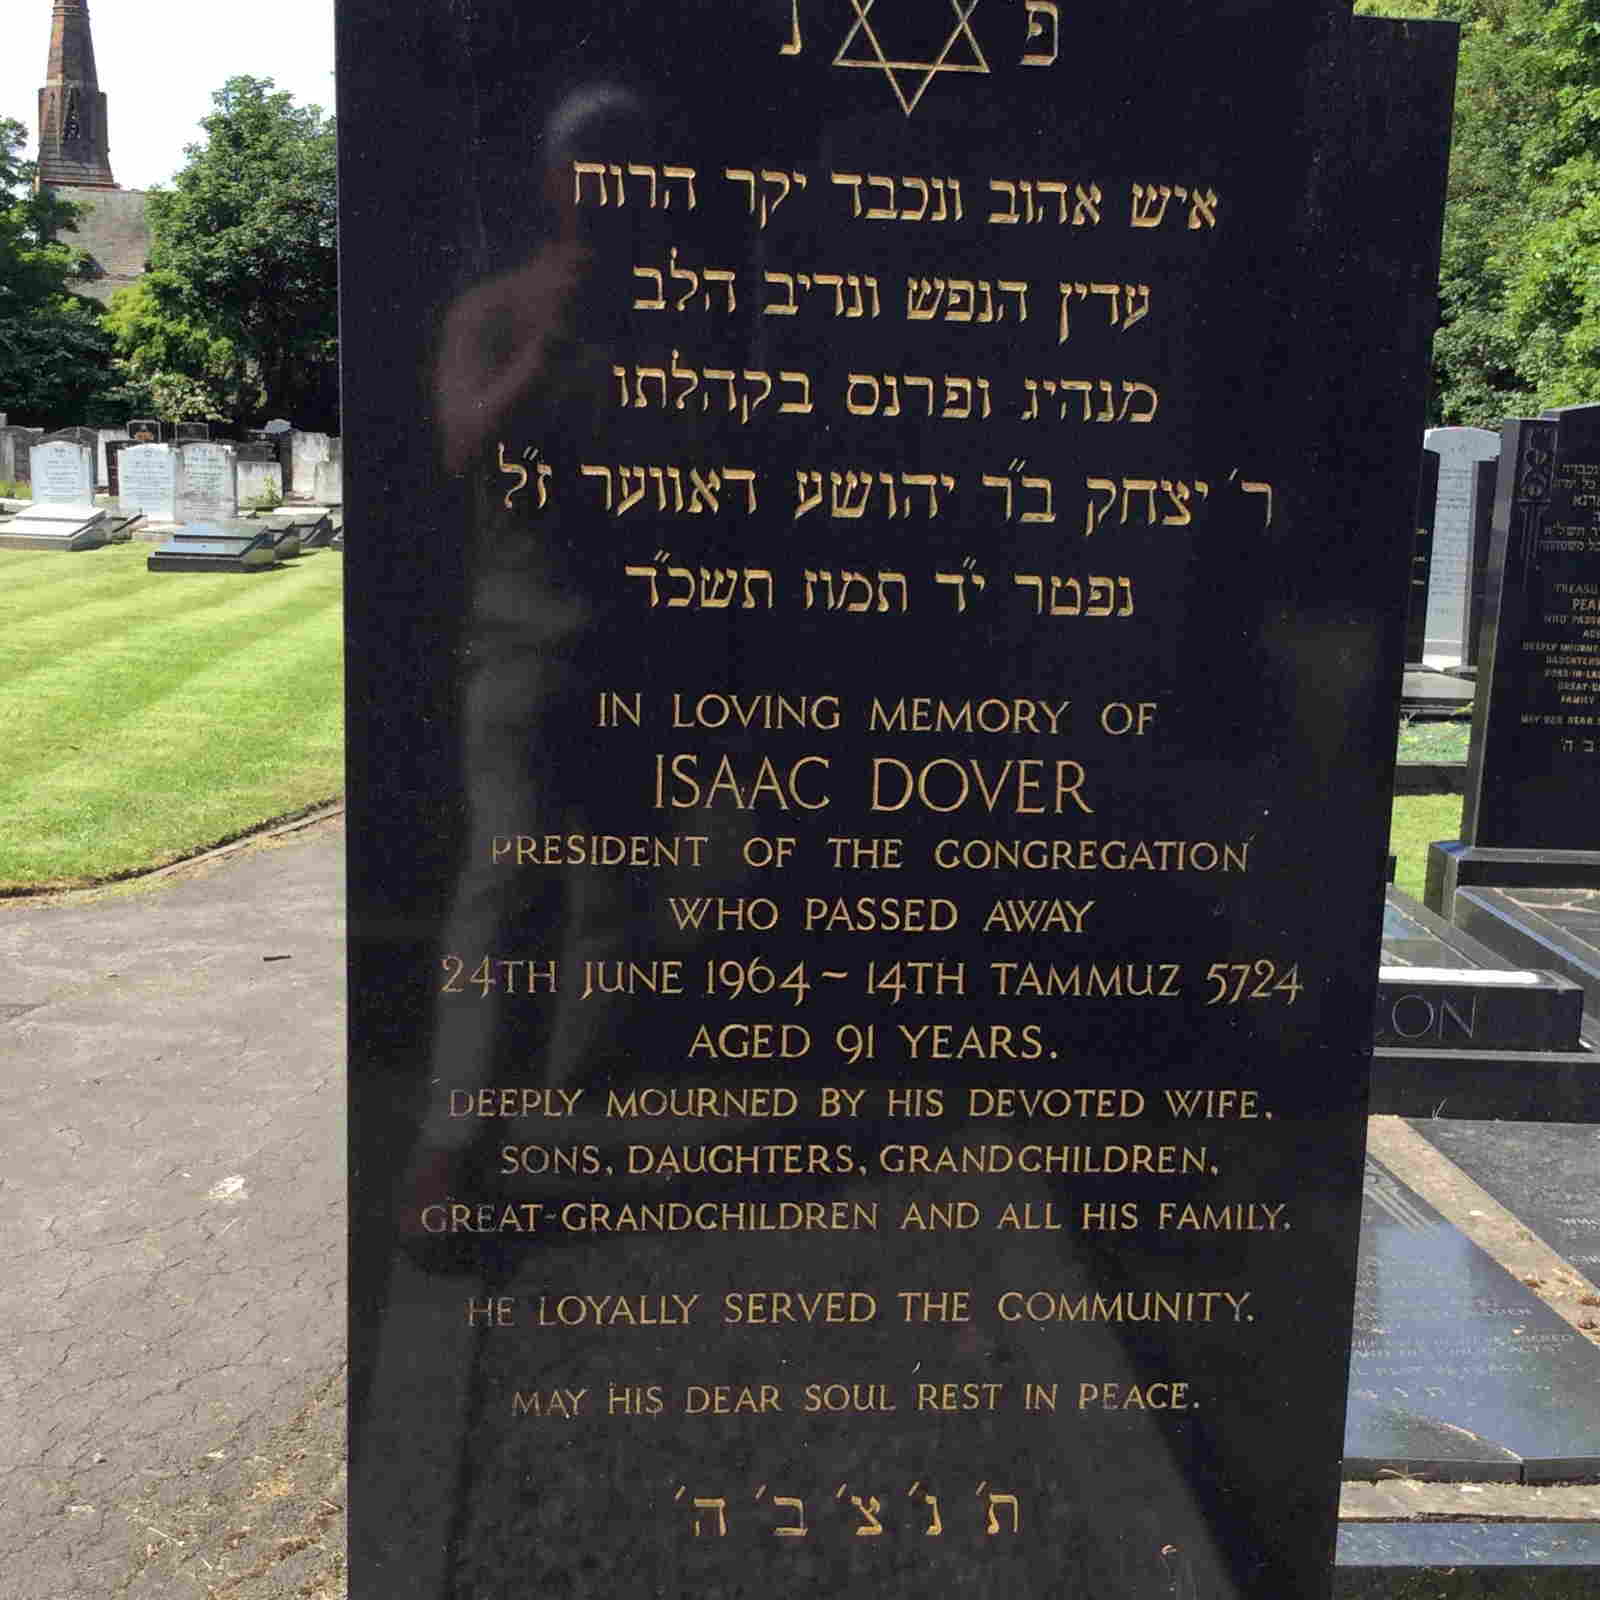 פ נ
איש אהוב ונכבד יקר הרוח
עדין הנפש ונדיב הלב
מנהיג ופרנס בקהלתו
ר׳ יצחק ב״ר יהושע דאווער ז״ל
נפטר י״ד תמוז תשכ״ד
IN LOVING MEMORY OF
ISAAC DOVER
PRESIDENT OF THE CONGREGATION
WHO PASSED AWAY
24TH JUNE 1964 ~ 14TH TAMMUZ 5724
AGED 91 YEARS.
DEEPLY MOURNED BY HIS DEVOTED WIFE,
SONS, DAUGHTERS, GRANDCHILDREN,
GREAT-GRANDCHILDREN AND ALL HIS FAMILY.
HE LOYALLY SERVED THE COMMUNITY.
MAY HIS DEAR SOUL REST IN PEACE.
ת׳ נ׳ צ׳ ב׳ ה׳